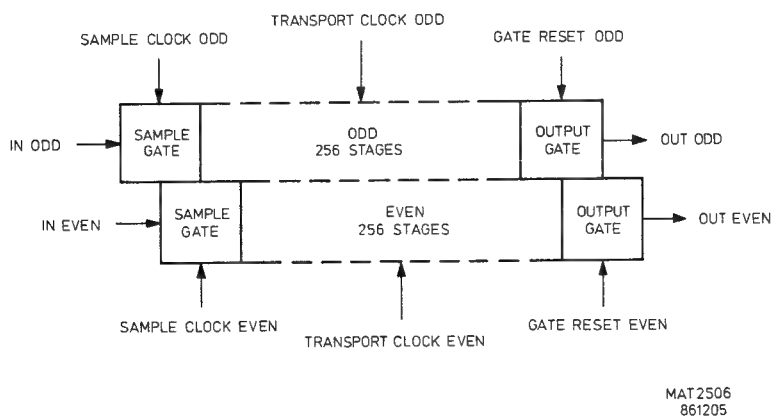 TRANSPORT CLOCK ODD
SAMPLE CLOCK ODD
GATE RESET ODD
IN ODD
SAMPLE
GATE
ODD
256 STAGES
OUTPUT
GATE
OUT ODD
IN EVEN
SAMPLE
GATE
EVEN
256 STAGES
OUTPUT
GATE
OUT EVEN
SAMPLE CLOCK EVEN
TRANSPORT CLOCK EVEN
GATE RESET EVEN
MAT2506
861205